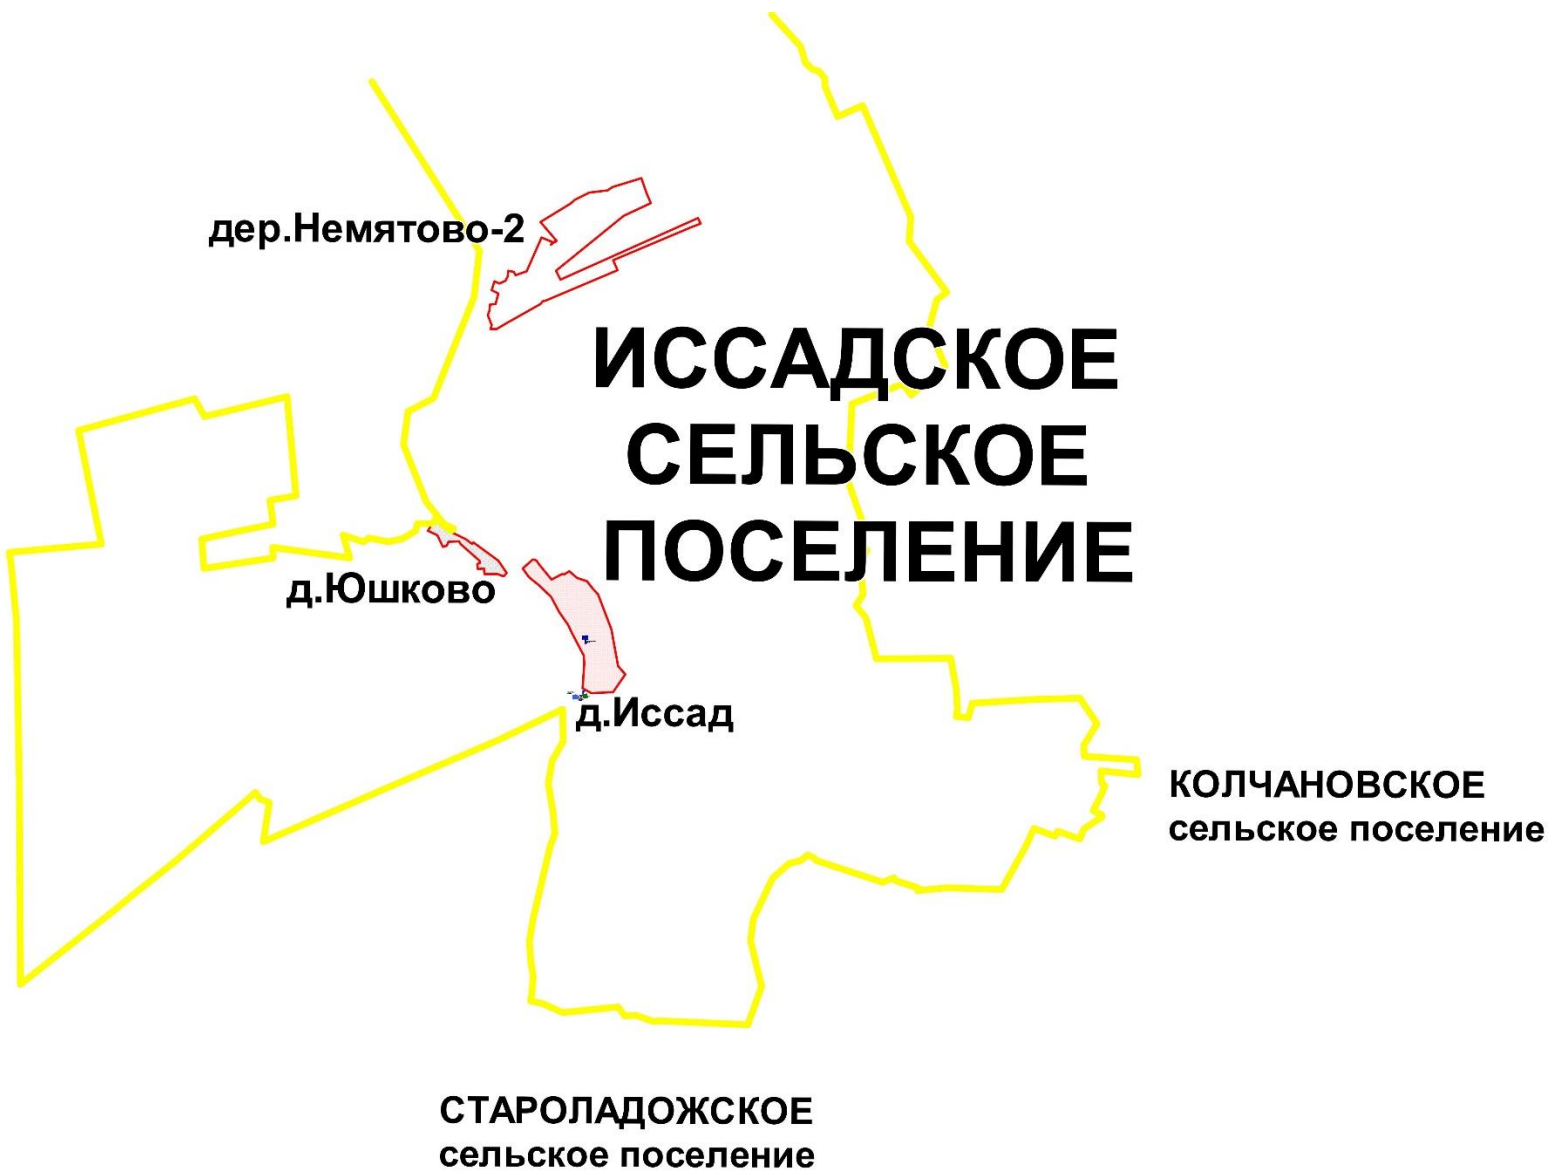 дер.Немятово-2
ИССАДСКОЕ
СЕЛЬСКОЕ
ПОСЕЛЕНИЕ
д.Юшково
д.Иссад
КОЛЧАНОВСКОЕ
сельское поселение
СТАРОЛАДОЖСКОЕ
сельское поселение